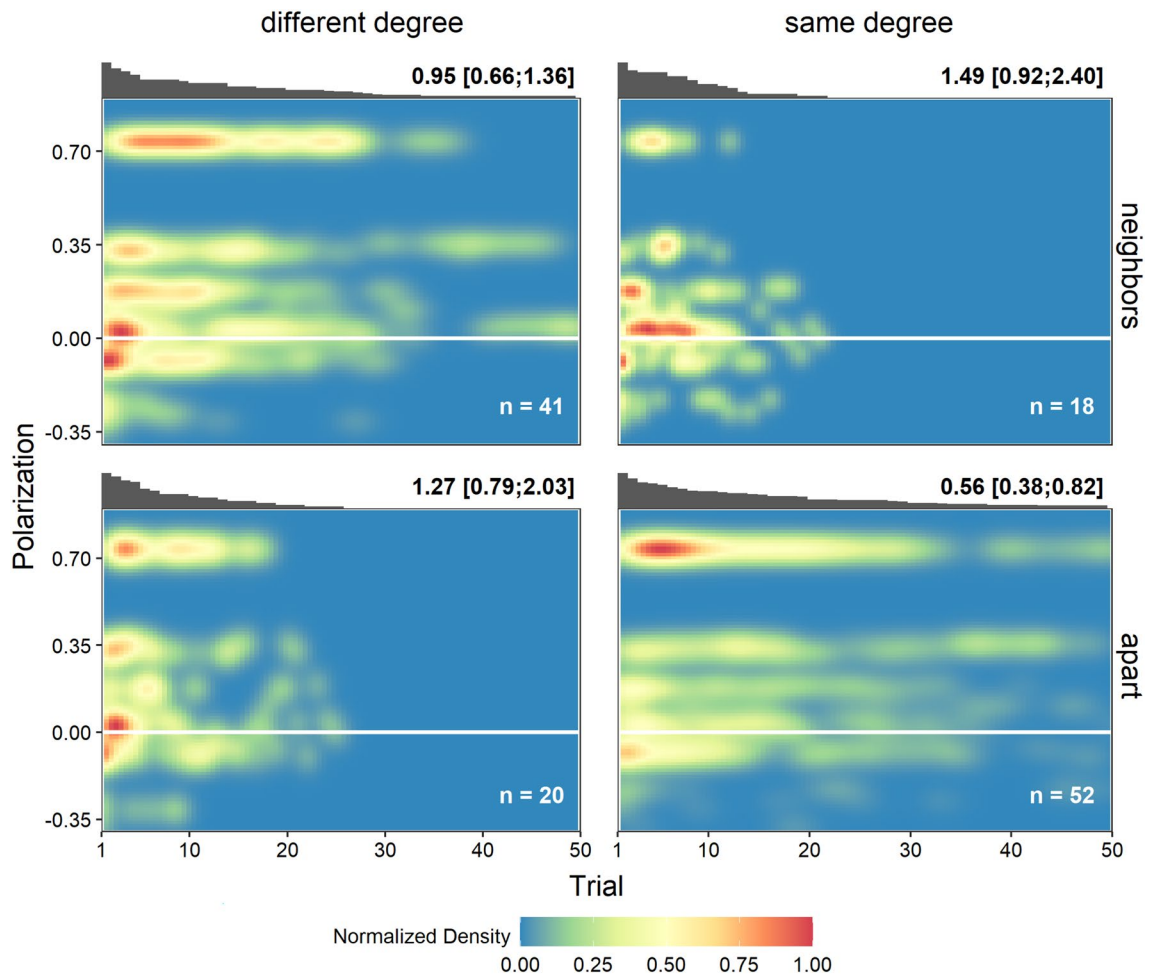 different degree
same degree
0.95 [0.66;1.36]
1.49 [0.92;2.40]
0.70
0.35
0.00
-0.35
n = 41
n = 18
neighbors
Polarization
1.27 [0.79;2.03]
0.56 [0.38;0.82]
0.70
0.35
0.00
-0.35
n = 20
n = 52
apart
1 10 20 30 40 50
1 10 20 30 40 50
Trial
Normalized Density
0.00 0.25 0.50 0.75 1.00